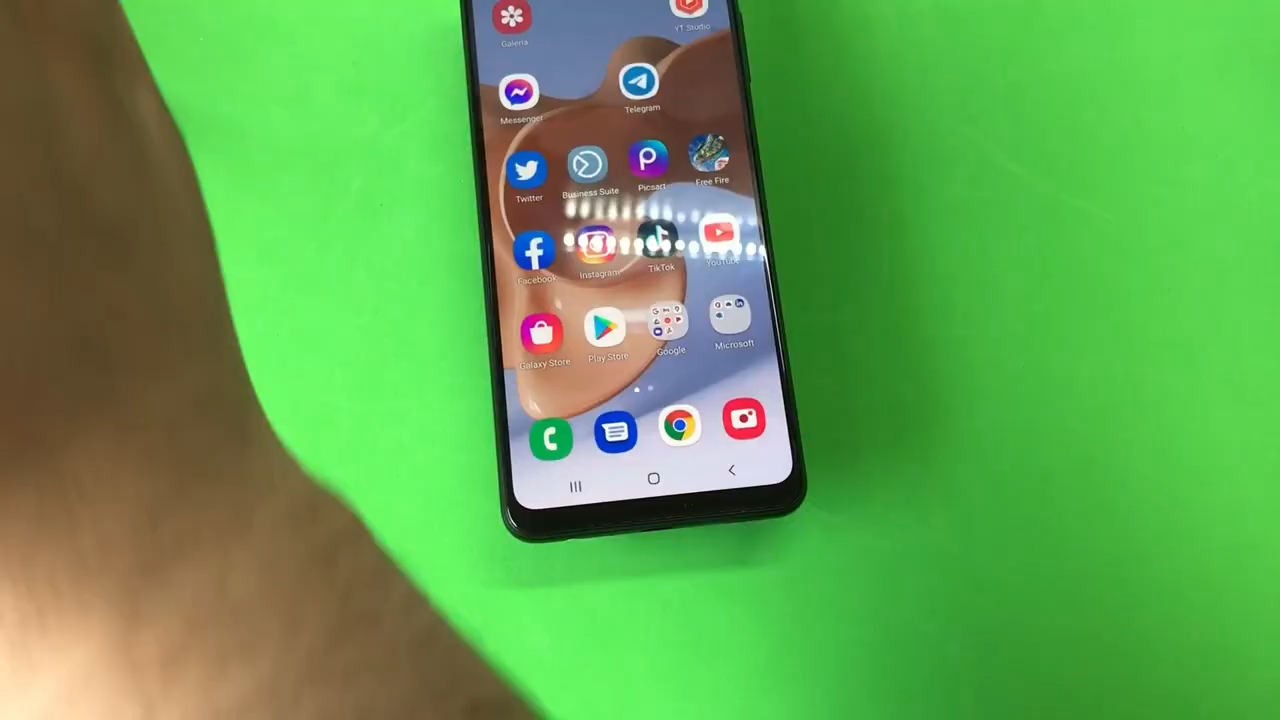 Galeria
YT Studio
Messenger
Telegram
Twitter
Business Suite
Picsart
Free Fire
Facebook
Instagram
TikTok
YouTube
Galaxy Store
Play Store
Google
Microsoft